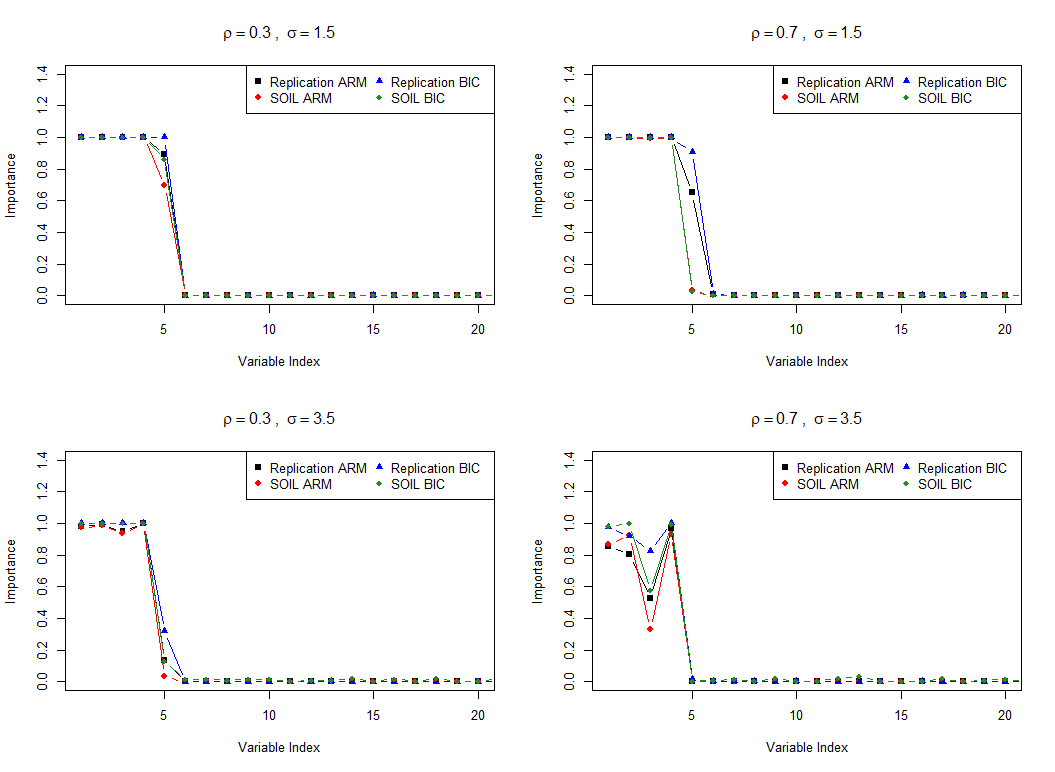 ρ = 0.3 , σ = 1.5
Replication ARM Replication BIC
SOIL ARM SOIL BIC
Importance
0.0 0.2 0.4 0.6 0.8 1.0 1.2 1.4
5 10 15 20
Variable Index
ρ = 0.7 , σ = 1.5
Replication ARM Replication BIC
SOIL ARM SOIL BIC
Importance
0.0 0.2 0.4 0.6 0.8 1.0 1.2 1.4
5 10 15 20
Variable Index
ρ = 0.3 , σ = 3.5
Replication ARM Replication BIC
SOIL ARM SOIL BIC
Importance
0.0 0.2 0.4 0.6 0.8 1.0 1.2 1.4
5 10 15 20
Variable Index
ρ = 0.7 , σ = 3.5
Replication ARM Replication BIC
SOIL ARM SOIL BIC
Importance
0.0 0.2 0.4 0.6 0.8 1.0 1.2 1.4
5 10 15 20
Variable Index